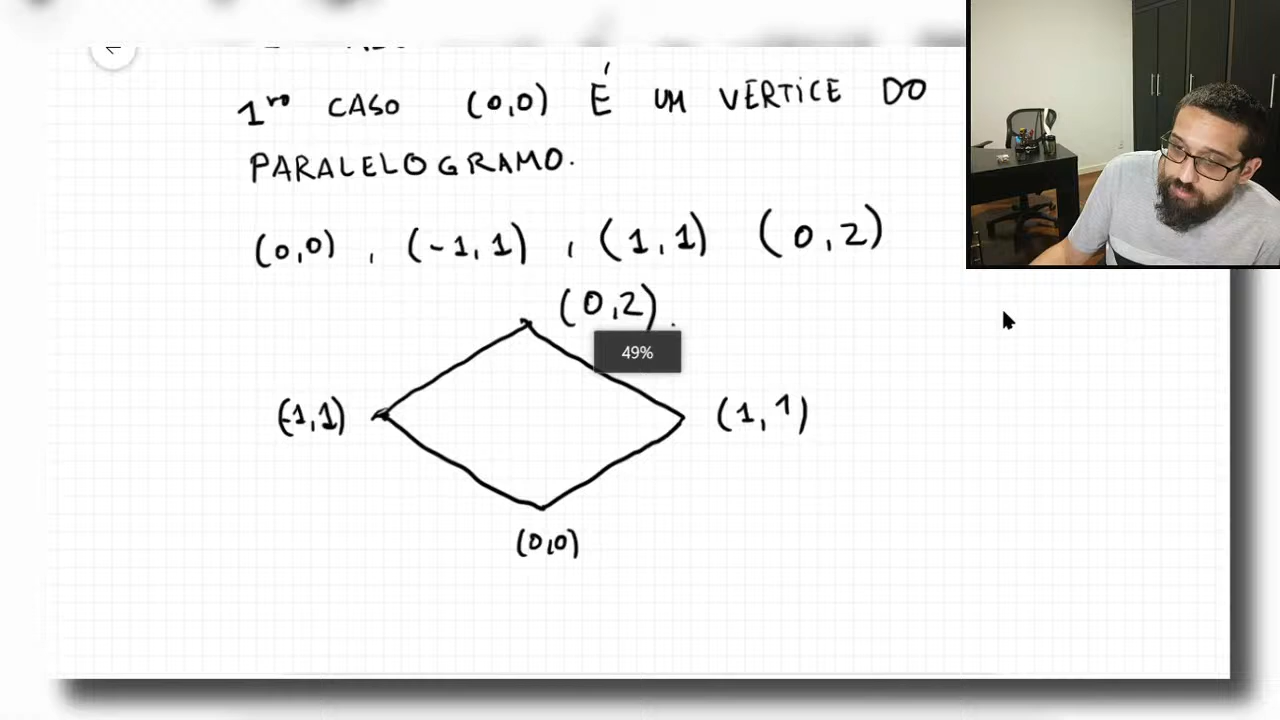 1ro CASO (0,0) É UM VÉRTICE DO
PARALELOGRAMO.
(0,0) , (-1,1) , (1,1) (0,2)
(0,2).
49%
(-1,1)
(1,1)
(0,0)